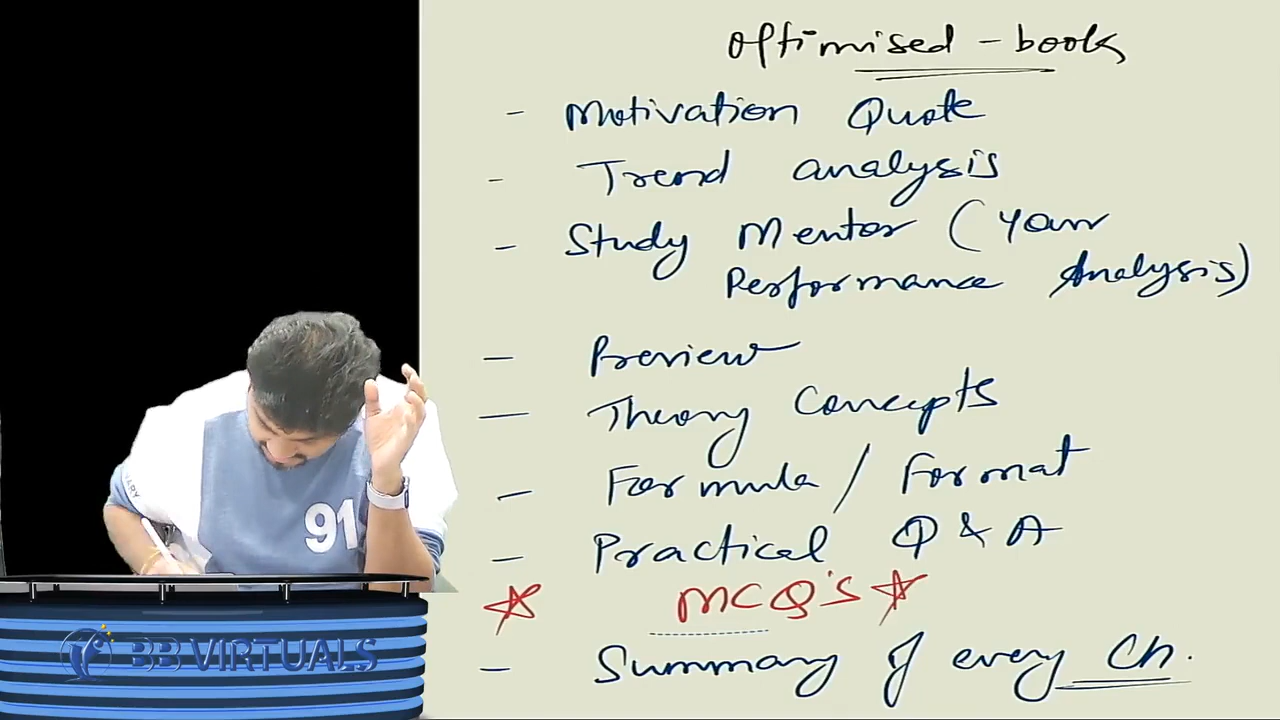 Optimised - book
- Motivation Quote
- Trend analysis
- Study Mentor (Your
Performance Analysis)
- Preview
- Theory Concepts
- Formula / Format
- Practical Q & A
☆ MCQ's ☆
- Summary of every Ch.
91
BB VIRTUALS